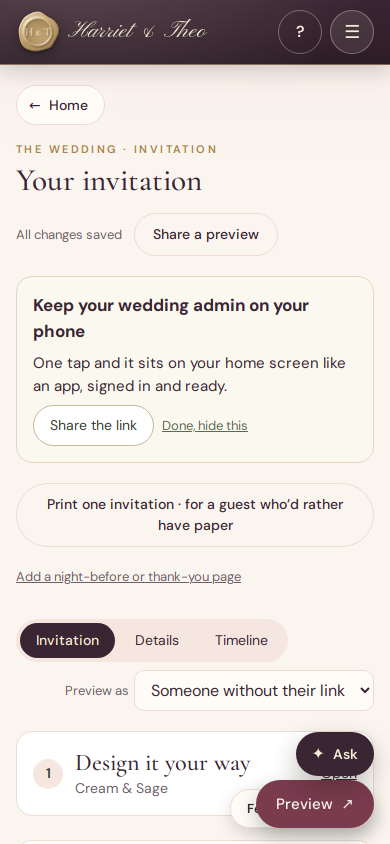 H & T
Harriet & Theo
?
☰
← Home
THE WEDDING · INVITATION
Your invitation
All changes saved
Share a preview
Keep your wedding admin on your
phone
One tap and it sits on your home screen like
an app, signed in and ready.
Share the link
Done, hide this
Print one invitation · for a guest who’d rather
have paper
Add a night-before or thank-you page
Invitation
Details
Timeline
Preview as
Someone without their link
1
Design it your way
Cream & Sage
✦ Ask
Preview ↗